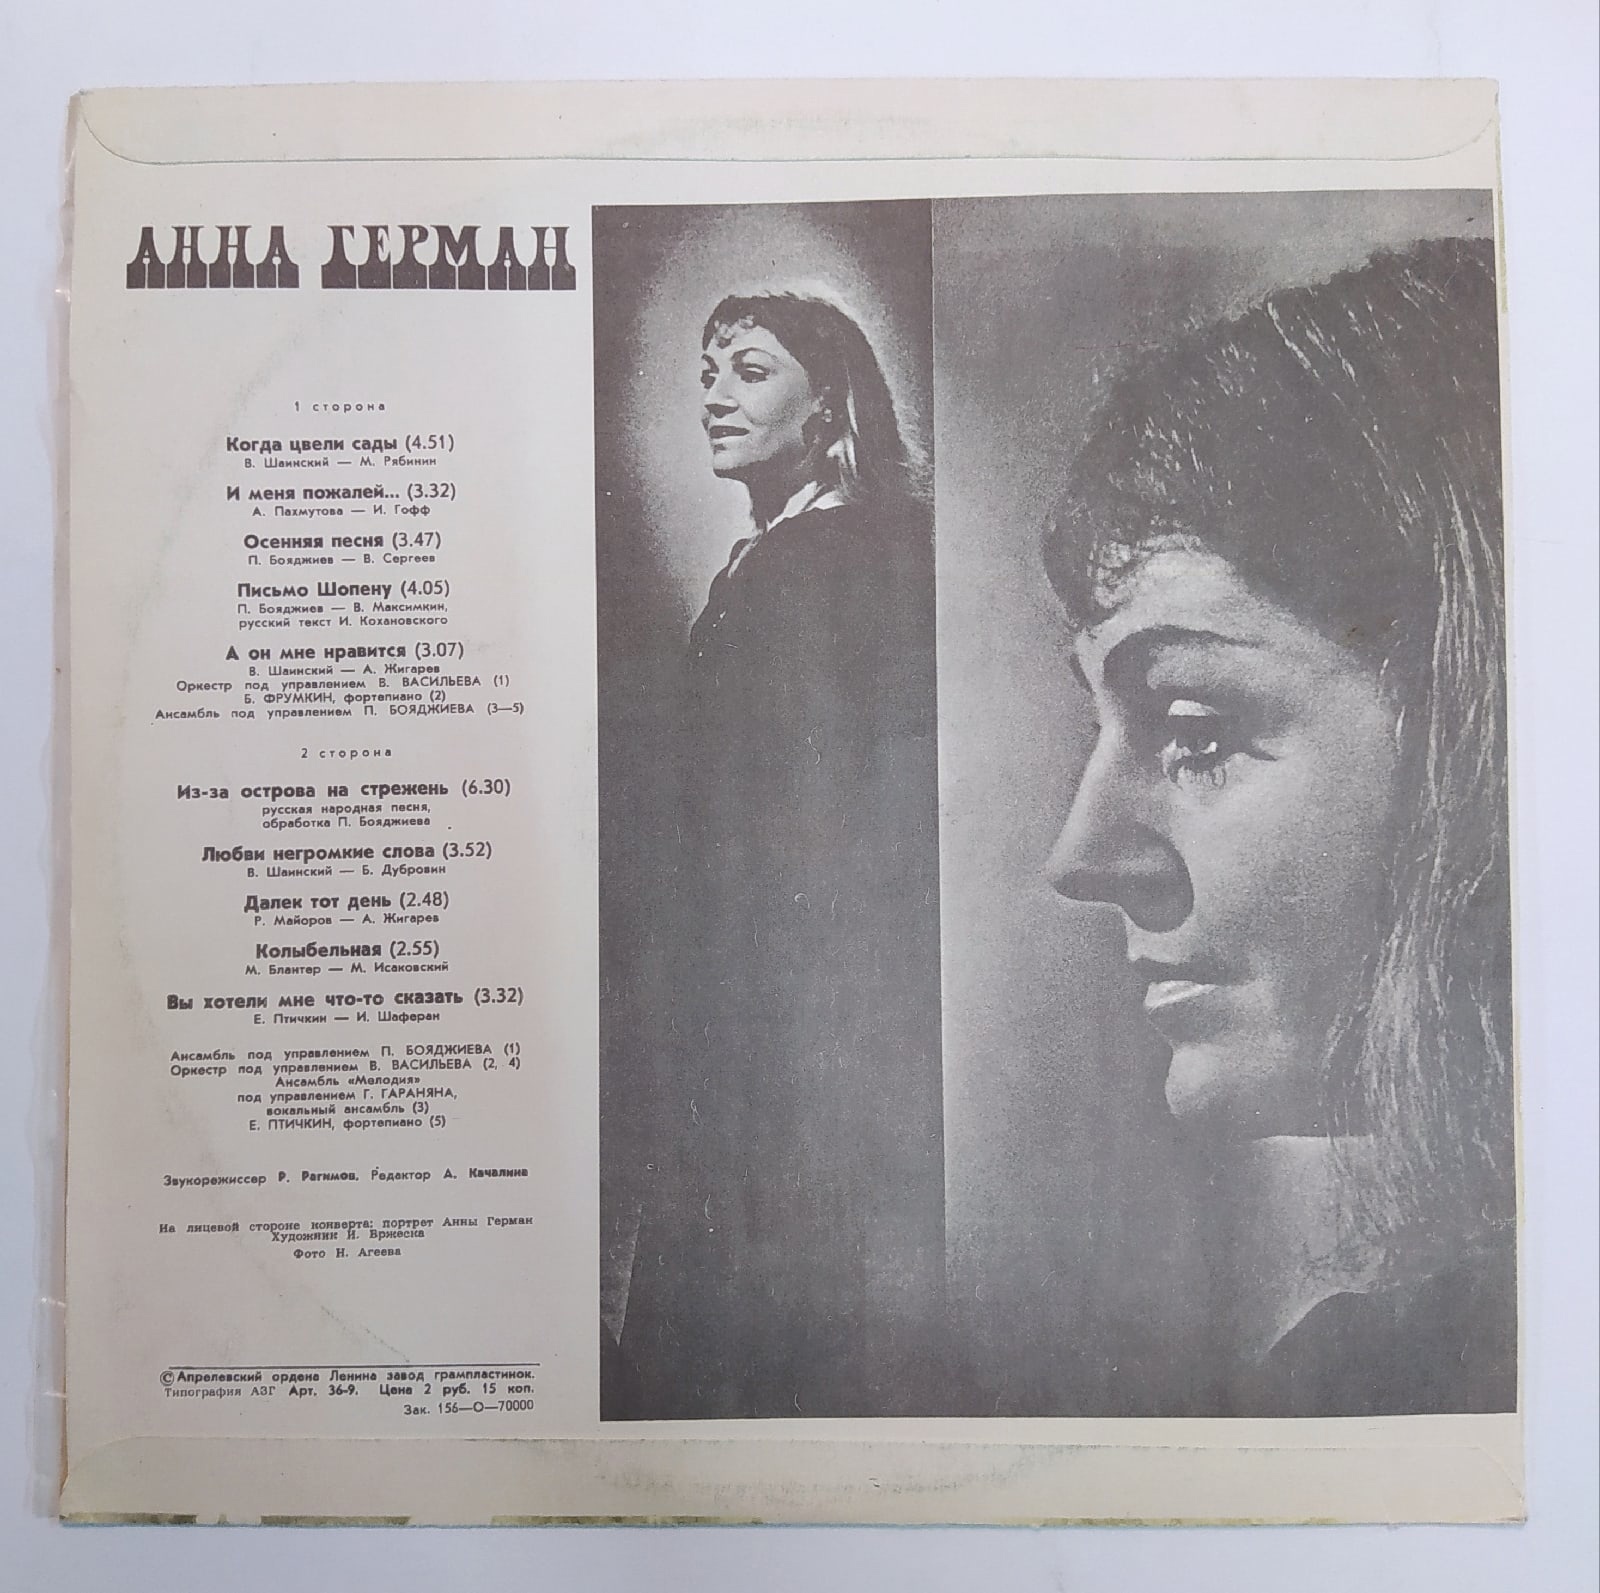 АННА ГЕРМАН
1 сторона
Когда цвели сады (4.51)
В. Шаинский — М. Рябинин
И меня пожалей... (3.32)
А. Пахмутова — И. Гофф
Осенняя песня (3.47)
П. Бояджиев — В. Сергеев
Письмо Шопену (4.05)
П. Бояджиев — В. Максимкин,
русский текст И. Кохановского
А он мне нравится (3.07)
В. Шаинский — А. Жигарев
Оркестр под управлением В. ВАСИЛЬЕВА (1)
Б. ФРУМКИН, фортепиано (2)
Ансамбль под управлением П. БОЯДЖИЕВА (3—5)
2 сторона
Из-за острова на стрежень (6.30)
русская народная песня,
обработка П. Бояджиева
Любви негромкие слова (3.52)
В. Шаинский — Б. Дубровин
Далек тот день (2.48)
Р. Майоров — А. Жигарев
Колыбельная (2.55)
М. Блантер — М. Исаковский
Вы хотели мне что-то сказать (3.32)
Е. Птичкин — И. Шаферан
Ансамбль под управлением П. БОЯДЖИЕВА (1)
Оркестр под управлением В. ВАСИЛЬЕВА (2, 4)
Ансамбль «Мелодия»
под управлением Г. ГАРАНЯНА,
вокальный ансамбль (3)
Е. ПТИЧКИН, фортепиано (5)
Звукорежиссер Р. Рагимов. Редактор А. Качалина
На лицевой стороне конверта: портрет Анны Герман
Художник И. Вржеска
Фото Н. Агеева
© Апрелевский ордена Ленина завод грампластинок.
Типография АЗГ Арт. 36-9. Цена 2 руб. 15 коп.
Зак. 156—О—70000